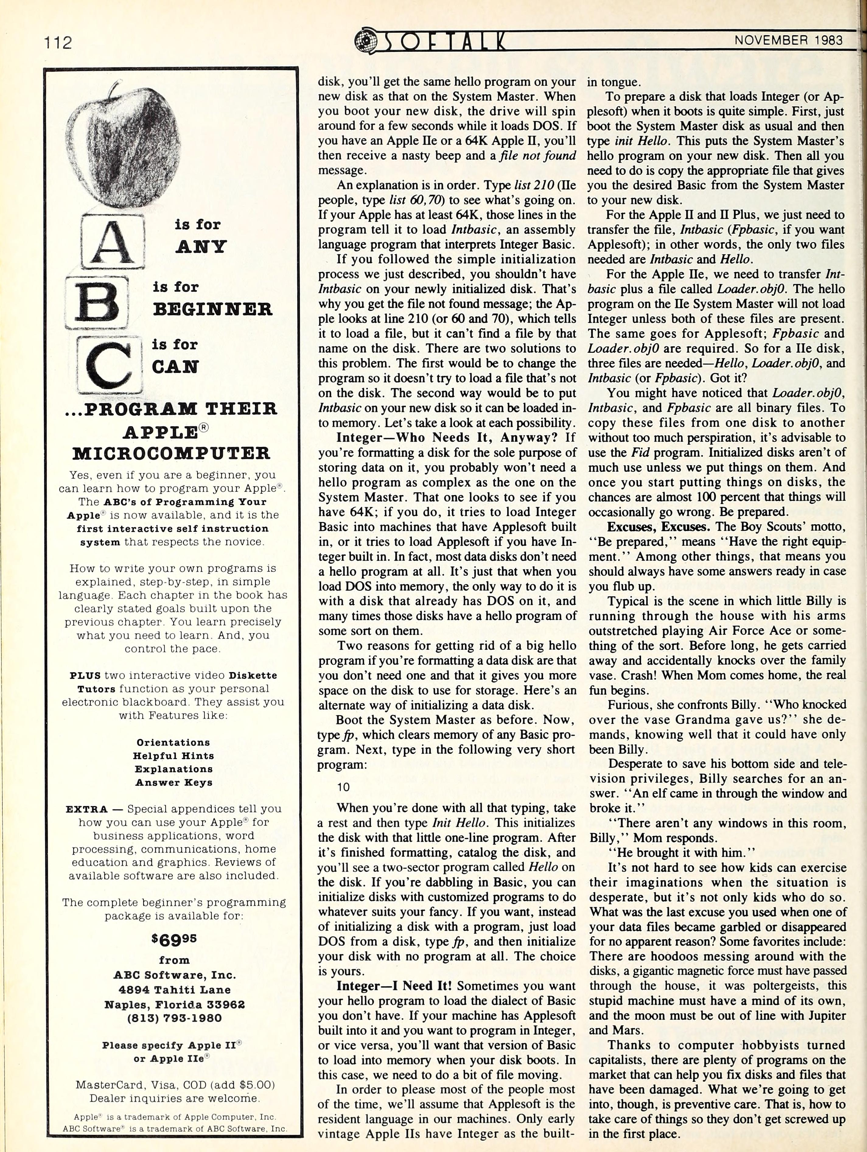 112
SOFTALK
NOVEMBER 1983
A is for
ANY
B is for
BEGINNER
C is for
CAN
...PROGRAM THEIR
APPLE®
MICROCOMPUTER
Yes, even if you are a beginner, you
can learn how to program your Apple®.
The ABC's of Programming Your
Apple® is now available, and it is the
first interactive self instruction
system that respects the novice.
How to write your own programs is
explained, step-by-step, in simple
language. Each chapter in the book has
clearly stated goals built upon the
previous chapter. You learn precisely
what you need to learn. And, you
control the pace.
PLUS two interactive video Diskette
Tutors function as your personal
electronic blackboard. They assist you
with Features like:
Orientations
Helpful Hints
Explanations
Answer Keys
EXTRA — Special appendices tell you
how you can use your Apple® for
business applications, word
processing, communications, home
education and graphics. Reviews of
available software are also included.
The complete beginner's programming
package is available for:
$6995
from
ABC Software, Inc.
4894 Tahiti Lane
Naples, Florida 33962
(813) 793-1980
Please specify Apple II®
or Apple IIe®
MasterCard, Visa, COD (add $5.00)
Dealer inquiries are welcome.
Apple® is a trademark of Apple Computer, Inc.
ABC Software® is a trademark of ABC Software, Inc.
disk, you'll get the same hello program on your
new disk as that on the System Master. When
you boot your new disk, the drive will spin
around for a few seconds while it loads DOS. If
you have an Apple IIe or a 64K Apple II, you'll
then receive a nasty beep and a file not found
message.
An explanation is in order. Type list 210 (IIe
people, type list 60,70) to see what's going on.
If your Apple has at least 64K, those lines in the
program tell it to load Intbasic, an assembly
language program that interprets Integer Basic.
If you followed the simple initialization
process we just described, you shouldn't have
Intbasic on your newly initialized disk. That's
why you get the file not found message; the Ap-
ple looks at line 210 (or 60 and 70), which tells
it to load a file, but it can't find a file by that
name on the disk. There are two solutions to
this problem. The first would be to change the
program so it doesn't try to load a file that's not
on the disk. The second way would be to put
Intbasic on your new disk so it can be loaded in-
to memory. Let's take a look at each possibility.
Integer—Who Needs It, Anyway? If
you're formatting a disk for the sole purpose of
storing data on it, you probably won't need a
hello program as complex as the one on the
System Master. That one looks to see if you
have 64K; if you do, it tries to load Integer
Basic into machines that have Applesoft built
in, or it tries to load Applesoft if you have In-
teger built in. In fact, most data disks don't need
a hello program at all. It's just that when you
load DOS into memory, the only way to do it is
with a disk that already has DOS on it, and
many times those disks have a hello program of
some sort on them.
Two reasons for getting rid of a big hello
program if you're formatting a data disk are that
you don't need one and that it gives you more
space on the disk to use for storage. Here's an
alternate way of initializing a data disk.
Boot the System Master as before. Now,
type fp, which clears memory of any Basic pro-
gram. Next, type in the following very short
program:
10
When you're done with all that typing, take
a rest and then type Init Hello. This initializes
the disk with that little one-line program. After
it's finished formatting, catalog the disk, and
you'll see a two-sector program called Hello on
the disk. If you're dabbling in Basic, you can
initialize disks with customized programs to do
whatever suits your fancy. If you want, instead
of initializing a disk with a program, just load
DOS from a disk, type fp, and then initialize
your disk with no program at all. The choice
is yours.
Integer—I Need It! Sometimes you want
your hello program to load the dialect of Basic
you don't have. If your machine has Applesoft
built into it and you want to program in Integer,
or vice versa, you'll want that version of Basic
to load into memory when your disk boots. In
this case, we need to do a bit of file moving.
In order to please most of the people most
of the time, we'll assume that Applesoft is the
resident language in our machines. Only early
vintage Apple IIs have Integer as the built-
in tongue.
To prepare a disk that loads Integer (or Ap-
plesoft) when it boots is quite simple. First, just
boot the System Master disk as usual and then
type init Hello. This puts the System Master's
hello program on your new disk. Then all you
need to do is copy the appropriate file that gives
you the desired Basic from the System Master
to your new disk.
For the Apple II and II Plus, we just need to
transfer the file, Intbasic (Fpbasic, if you want
Applesoft); in other words, the only two files
needed are Intbasic and Hello.
For the Apple IIe, we need to transfer Int-
basic plus a file called Loader.obj0. The hello
program on the IIe System Master will not load
Integer unless both of these files are present.
The same goes for Applesoft; Fpbasic and
Loader.obj0 are required. So for a IIe disk,
three files are needed—Hello, Loader.obj0, and
Intbasic (or Fpbasic). Got it?
You might have noticed that Loader.obj0,
Intbasic, and Fpbasic are all binary files. To
copy these files from one disk to another
without too much perspiration, it's advisable to
use the Fid program. Initialized disks aren't of
much use unless we put things on them. And
once you start putting things on disks, the
chances are almost 100 percent that things will
occasionally go wrong. Be prepared.
Excuses, Excuses. The Boy Scouts' motto,
"Be prepared," means "Have the right equip-
ment." Among other things, that means you
should always have some answers ready in case
you flub up.
Typical is the scene in which little Billy is
running through the house with his arms
outstretched playing Air Force Ace or some-
thing of the sort. Before long, he gets carried
away and accidentally knocks over the family
vase. Crash! When Mom comes home, the real
fun begins.
Furious, she confronts Billy. "Who knocked
over the vase Grandma gave us?" she de-
mands, knowing well that it could have only
been Billy.
Desperate to save his bottom side and tele-
vision privileges, Billy searches for an an-
swer. "An elf came in through the window and
broke it."
"There aren't any windows in this room,
Billy," Mom responds.
"He brought it with him."
It's not hard to see how kids can exercise
their imaginations when the situation is
desperate, but it's not only kids who do so.
What was the last excuse you used when one of
your data files became garbled or disappeared
for no apparent reason? Some favorites include:
There are hoodoos messing around with the
disks, a gigantic magnetic force must have passed
through the house, it was poltergeists, this
stupid machine must have a mind of its own,
and the moon must be out of line with Jupiter
and Mars.
Thanks to computer hobbyists turned
capitalists, there are plenty of programs on the
market that can help you fix disks and files that
have been damaged. What we're going to get
into, though, is preventive care. That is, how to
take care of things so they don't get screwed up
in the first place.